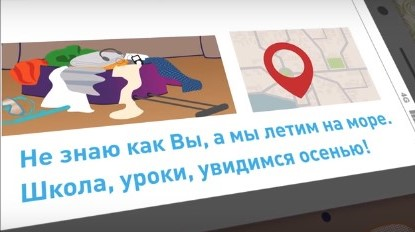 Не знаю как Вы, а мы летим на море.
Школа, уроки, увидимся осенью!